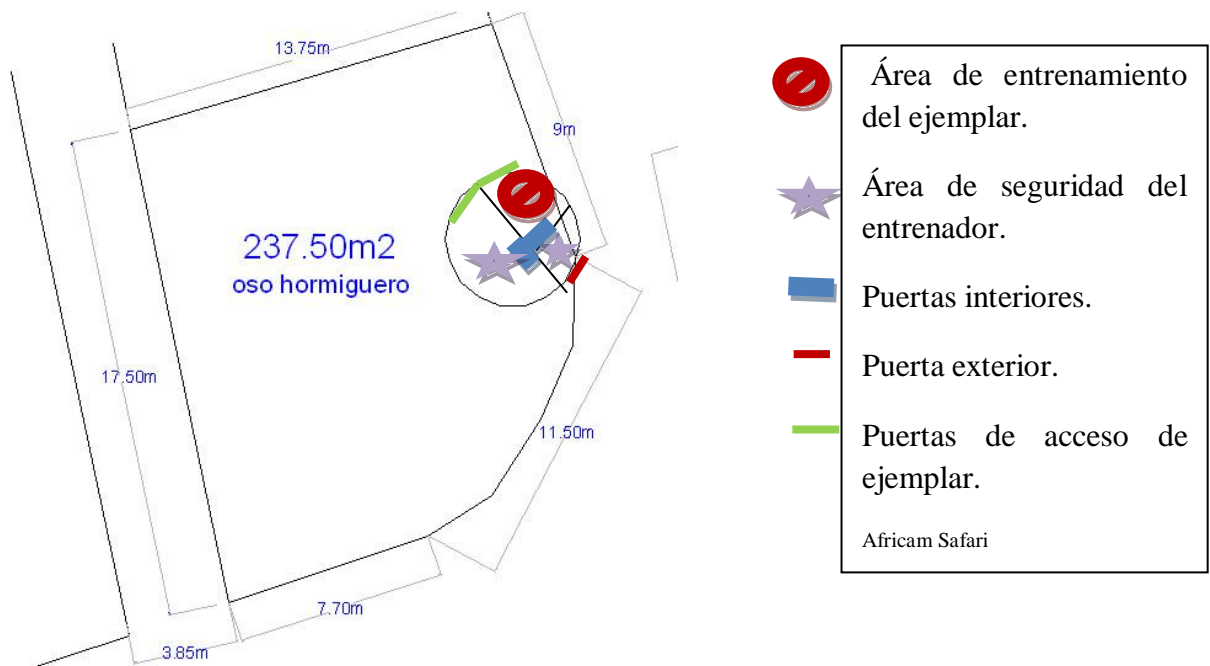 13.75m
9m
237.50m2
oso hormiguero
17.50m
11.50m
7.70m
3.85m
Área de entrenamiento
del ejemplar.
Área de seguridad del
entrenador.
Puertas interiores.
Puerta exterior.
Puertas de acceso de
ejemplar.
Africam Safari